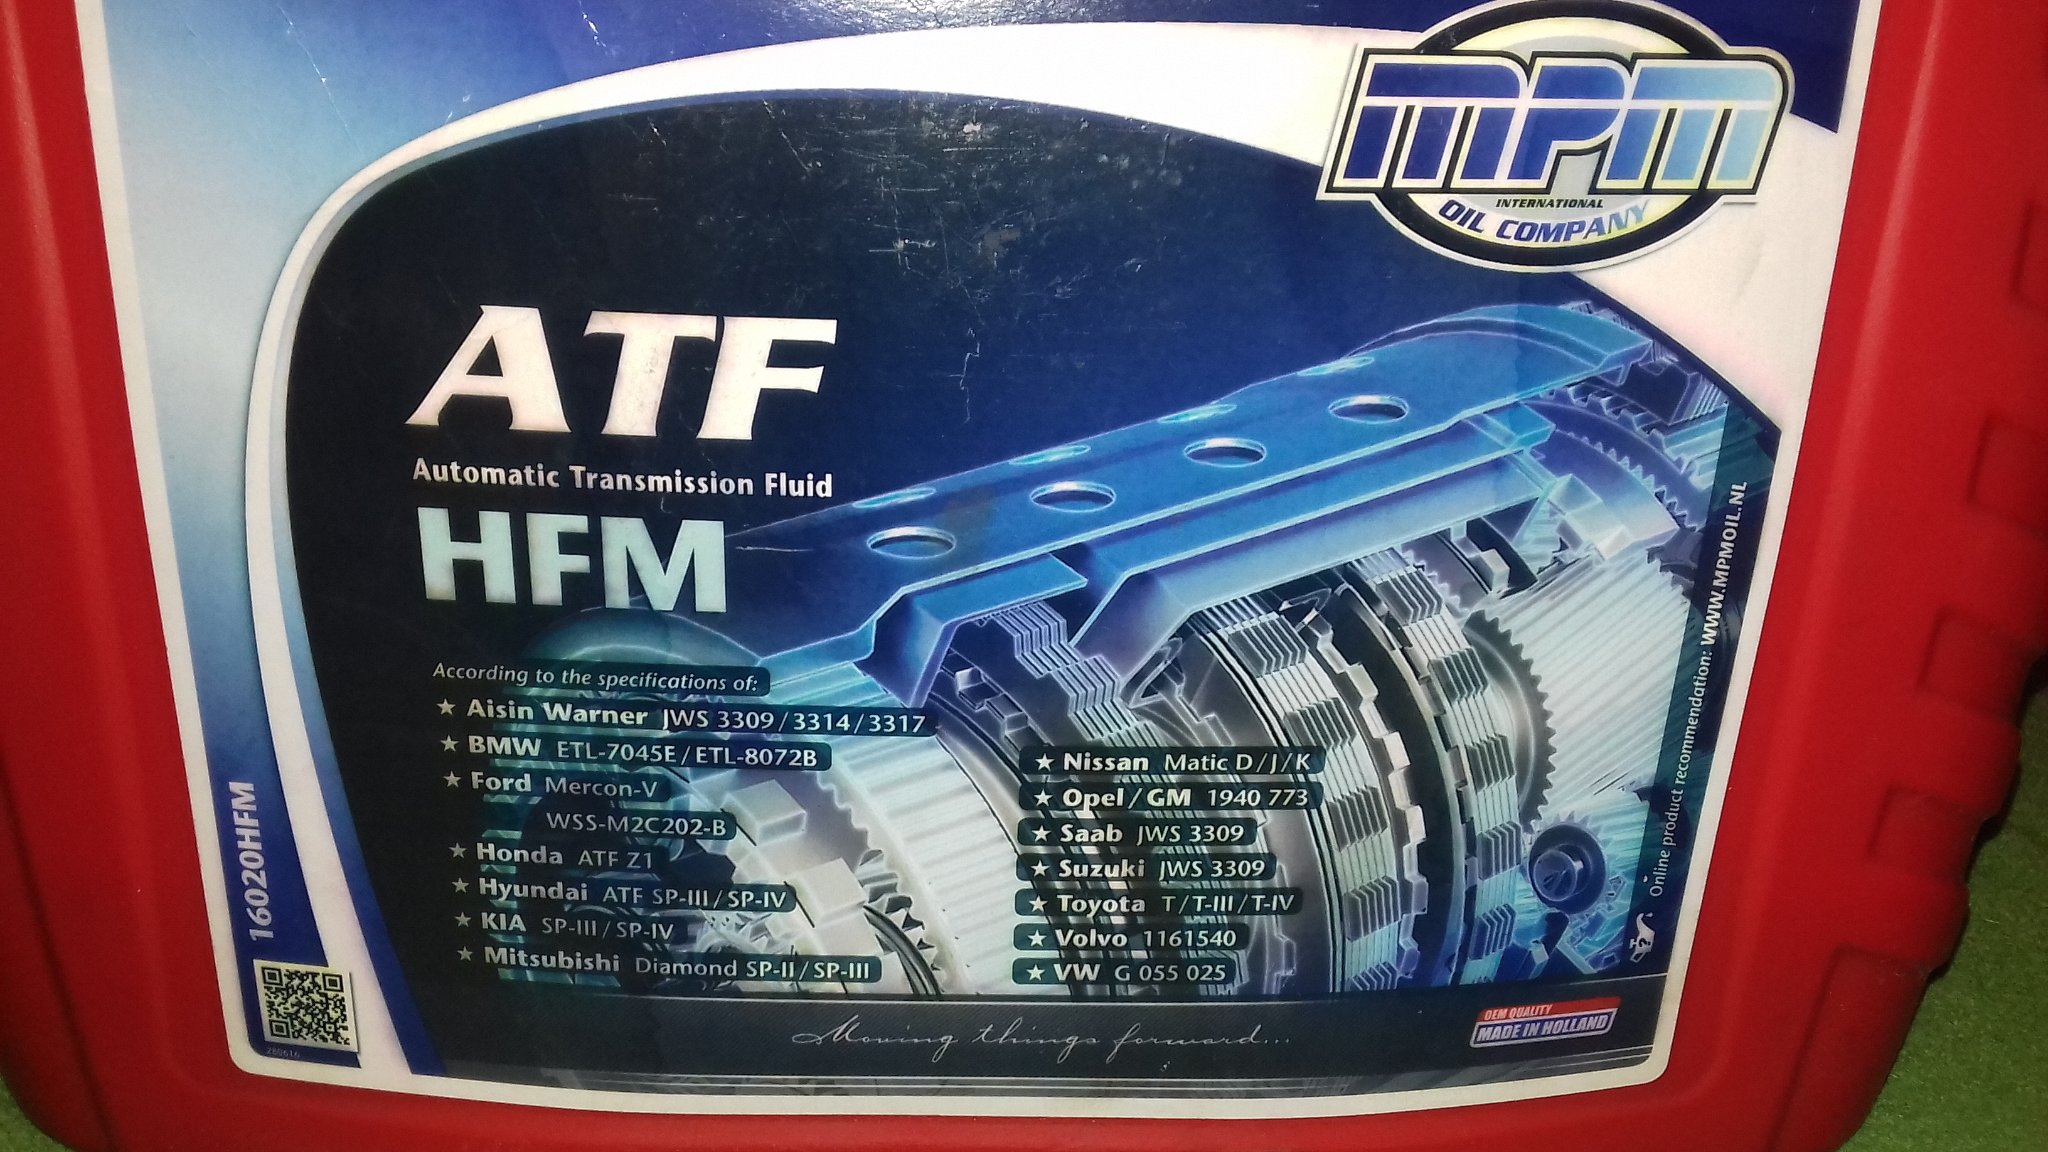 MPM
INTERNATIONAL
OIL COMPANY
ATF
Automatic Transmission Fluid
HFM
According to the specifications of:
★ Aisin Warner JWS 3309 / 3314 / 3317
★ BMW ETL-7045E / ETL-8072B
★ Ford Mercon-V
WSS-M2C202-B
★ Honda ATF Z1
★ Hyundai ATF SP-III / SP-IV
★ KIA SP-III / SP-IV
★ Mitsubishi Diamond SP-II / SP-III
★ Nissan Matic D / J / K
★ Opel / GM 1940 773
★ Saab JWS 3309
★ Suzuki JWS 3309
★ Toyota T / T-III / T-IV
★ Volvo 1161540
★ VW G 055 025
Moving things forward...
OEM QUALITY
MADE IN HOLLAND
Online product recommendation: WWW.MPMOIL.NL
16020HFM
280616